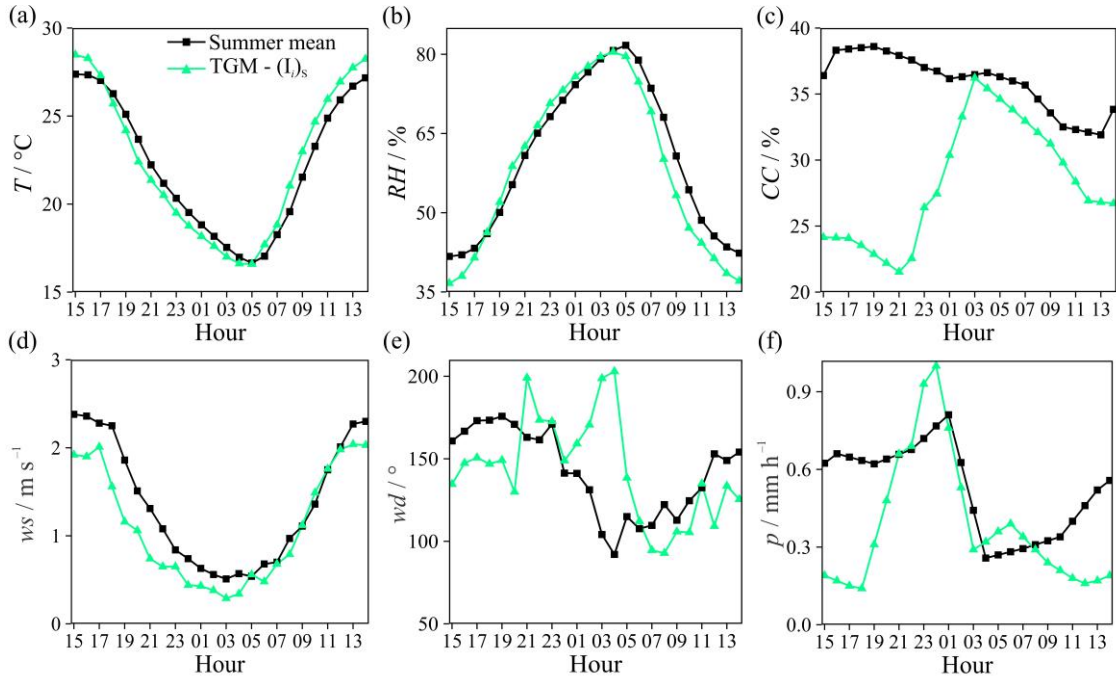 (a)
30
25
20
15
T / °C
Summer mean
TGM - (Iᵢ)ₛ
15 17 19 21 23 01 03 05 07 09 11 13
Hour
(b)
80
65
50
35
RH / %
15 17 19 21 23 01 03 05 07 09 11 13
Hour
(c)
40
35
30
25
20
CC / %
15 17 19 21 23 01 03 05 07 09 11 13
Hour
(d)
3
2
1
0
ws / m s⁻¹
15 17 19 21 23 01 03 05 07 09 11 13
Hour
(e)
200
150
100
50
wd / °
15 17 19 21 23 01 03 05 07 09 11 13
Hour
(f)
0.9
0.6
0.3
0.0
p / mm h⁻¹
15 17 19 21 23 01 03 05 07 09 11 13
Hour